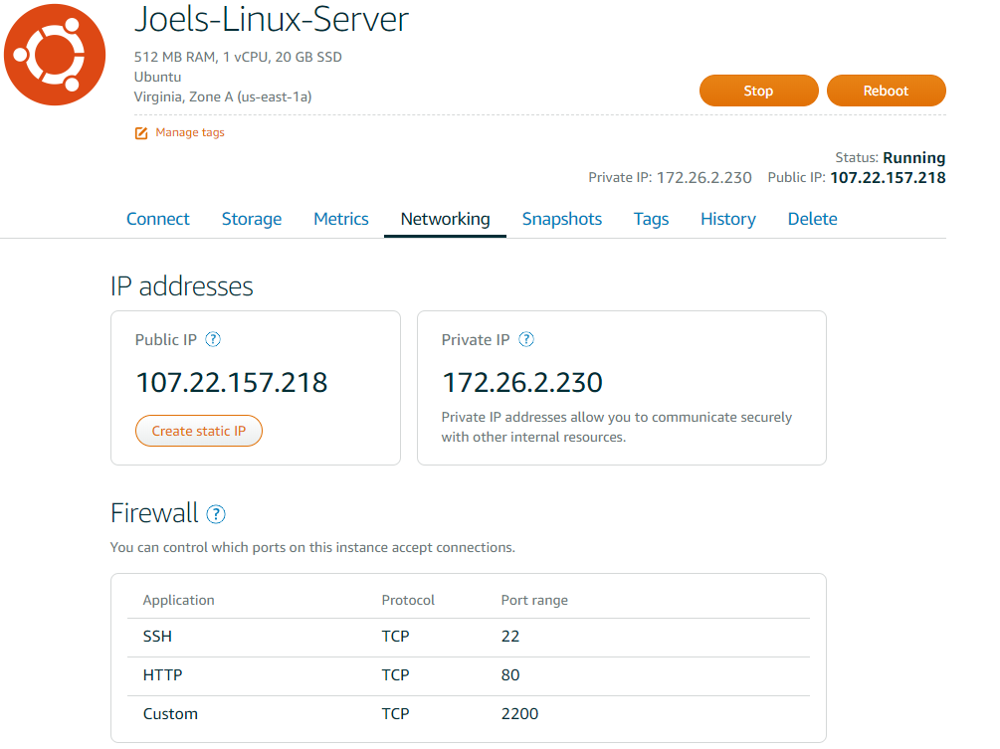 Joels-Linux-Server
512 MB RAM, 1 vCPU, 20 GB SSD
Ubuntu
Virginia, Zone A (us-east-1a)
Stop Reboot
Manage tags
Status: Running
Private IP: 172.26.2.230 Public IP: 107.22.157.218
Connect Storage Metrics Networking Snapshots Tags History Delete
IP addresses
Public IP ?
107.22.157.218
Create static IP
Private IP ?
172.26.2.230
Private IP addresses allow you to communicate securely
with other internal resources.
Firewall ?
You can control which ports on this instance accept connections.
Application Protocol Port range
SSH TCP 22
HTTP TCP 80
Custom TCP 2200